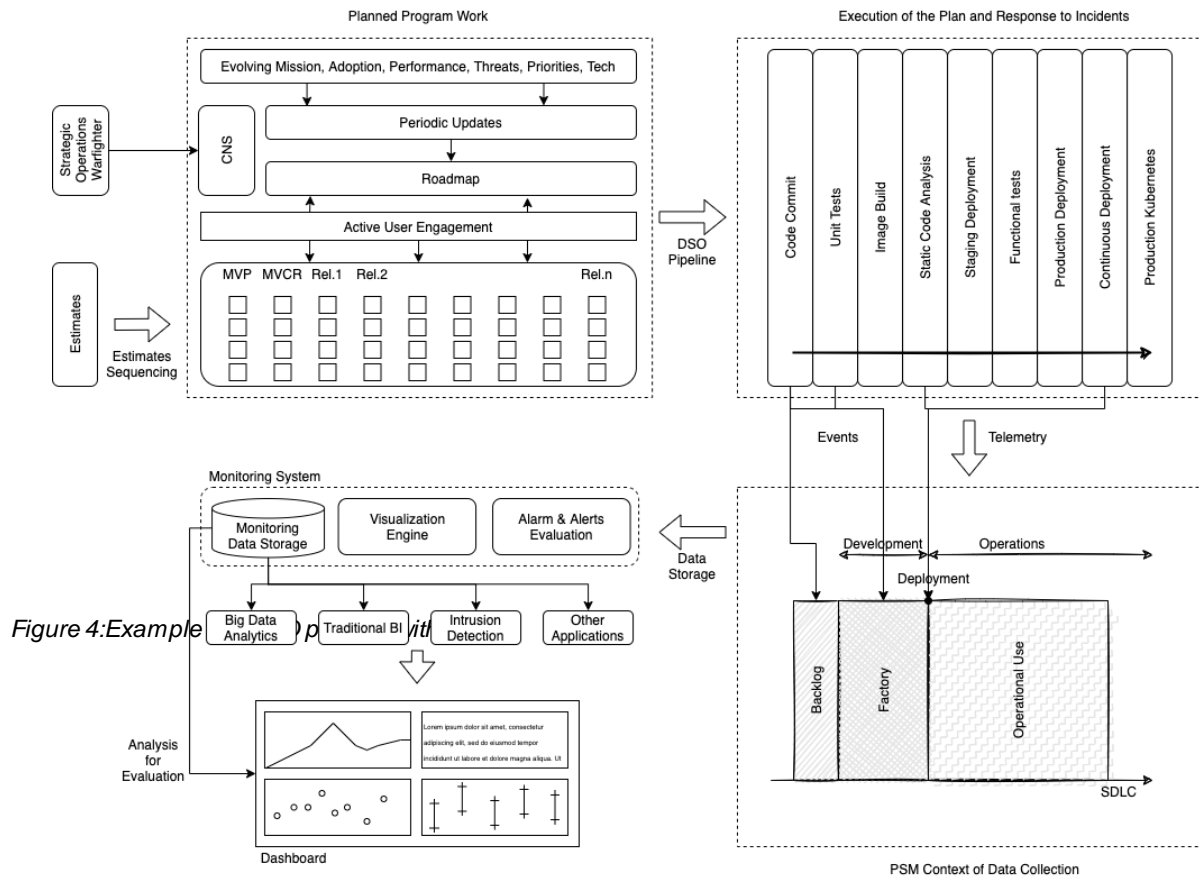 Planned Program Work
Evolving Mission, Adoption, Performance, Threats, Priorities, Tech
Strategic
Operations
Warfighter
CNS
Periodic Updates
Roadmap
Active User Engagement
MVP MVCR Rel.1 Rel.2 Rel.n
Estimates
Estimates
Sequencing
DSO
Pipeline
Execution of the Plan and Response to Incidents
Code Commit
Unit Tests
Image Build
Static Code Analysis
Staging Deployment
Functional tests
Production Deployment
Continuous Deployment
Production Kubernetes
Events
Telemetry
Monitoring System
Monitoring
Data Storage
Visualization
Engine
Alarm & Alerts
Evaluation
Data
Storage
Development
Operations
Deployment
Backlog
Factory
Operational Use
SDLC
PSM Context of Data Collection
Big Data
Analytics
Traditional BI
Intrusion
Detection
Other
Applications
Figure 4:Example
Analysis
for
Evaluation
Lorem ipsum dolor sit amet, consectetur
adipiscing elit, sed do eiusmod tempor
incididunt ut labore et dolore magna aliqua. Ut
Dashboard